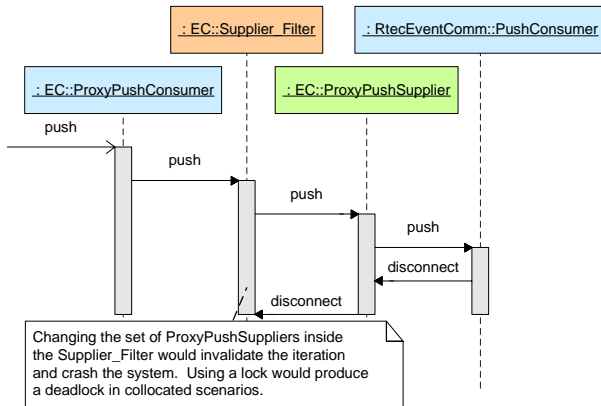 : EC::Supplier_Filter
: RtecEventComm::PushConsumer
: EC::ProxyPushConsumer
: EC::ProxyPushSupplier
push
push
push
push
disconnect
disconnect
Changing the set of ProxyPushSuppliers inside
the Supplier_Filter would invalidate the iteration
and crash the system. Using a lock would produce
a deadlock in collocated scenarios.